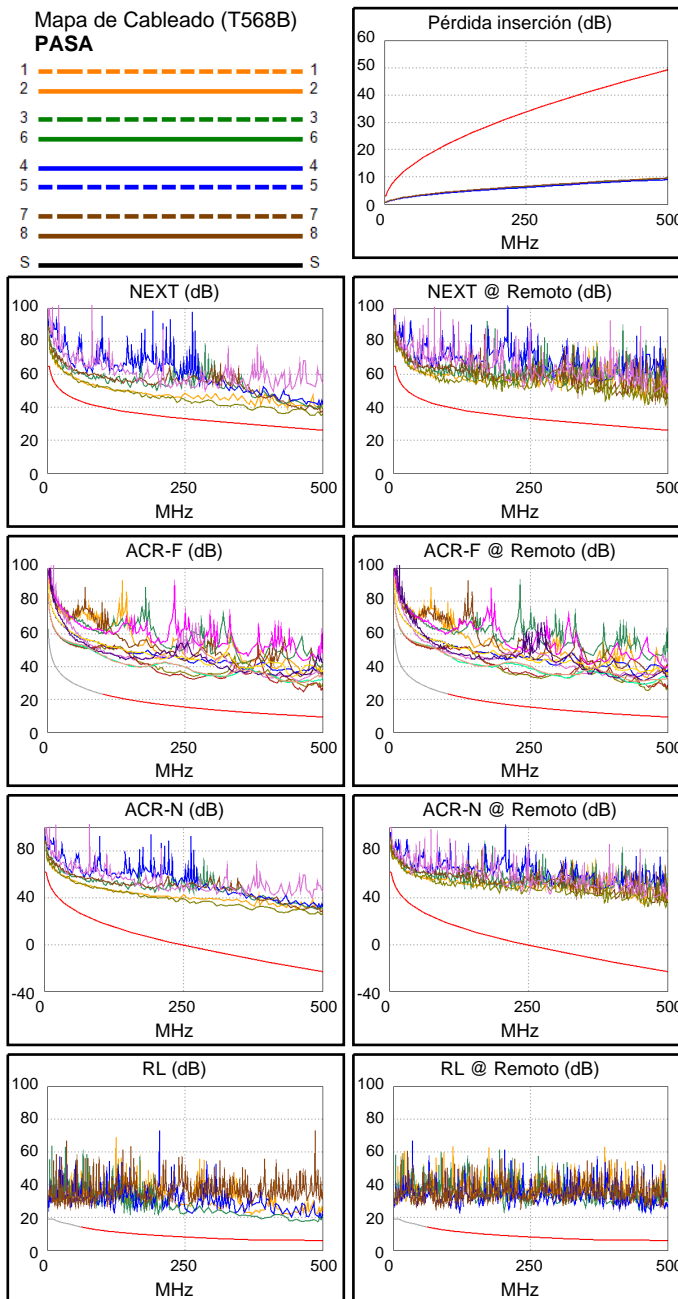 Mapa de Cableado (T568B)
PASA
1 1
2 2
3 3
6 6
4 4
5 5
7 7
8 8
S S
Pérdida inserción (dB)
60
50
40
30
20
10
0
0 250 500
MHz
NEXT (dB)
100
80
60
40
20
0
0 250 500
MHz
NEXT @ Remoto (dB)
100
80
60
40
20
0
0 250 500
MHz
ACR-F (dB)
100
80
60
40
20
0
0 250 500
MHz
ACR-F @ Remoto (dB)
100
80
60
40
20
0
0 250 500
MHz
ACR-N (dB)
80
40
0
-40
0 250 500
MHz
ACR-N @ Remoto (dB)
80
40
0
-40
0 250 500
MHz
RL (dB)
100
80
60
40
20
0
0 250 500
MHz
RL @ Remoto (dB)
100
80
60
40
20
0
0 250 500
MHz